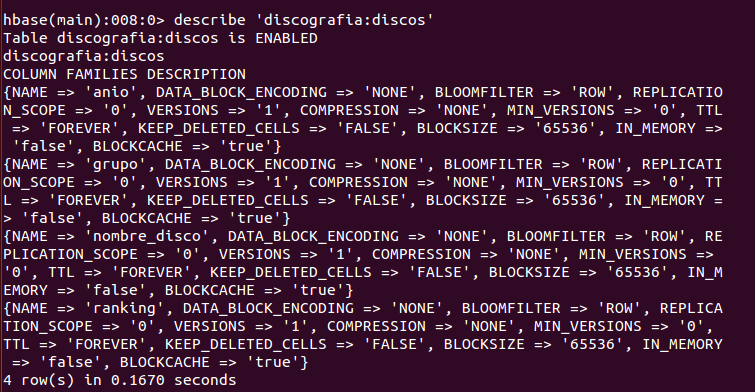 hbase(main):008:0> describe 'discografia:discos'
Table discografia:discos is ENABLED
discografia:discos
COLUMN FAMILIES DESCRIPTION
{NAME => 'anio', DATA_BLOCK_ENCODING => 'NONE', BLOOMFILTER => 'ROW', REPLICATIO
N_SCOPE => '0', VERSIONS => '1', COMPRESSION => 'NONE', MIN_VERSIONS => '0', TTL
 => 'FOREVER', KEEP_DELETED_CELLS => 'FALSE', BLOCKSIZE => '65536', IN_MEMORY =>
 'false', BLOCKCACHE => 'true'}
{NAME => 'grupo', DATA_BLOCK_ENCODING => 'NONE', BLOOMFILTER => 'ROW', REPLICATI
ON_SCOPE => '0', VERSIONS => '1', COMPRESSION => 'NONE', MIN_VERSIONS => '0', TT
L => 'FOREVER', KEEP_DELETED_CELLS => 'FALSE', BLOCKSIZE => '65536', IN_MEMORY =
> 'false', BLOCKCACHE => 'true'}
{NAME => 'nombre_disco', DATA_BLOCK_ENCODING => 'NONE', BLOOMFILTER => 'ROW', RE
PLICATION_SCOPE => '0', VERSIONS => '1', COMPRESSION => 'NONE', MIN_VERSIONS =>
'0', TTL => 'FOREVER', KEEP_DELETED_CELLS => 'FALSE', BLOCKSIZE => '65536', IN_M
EMORY => 'false', BLOCKCACHE => 'true'}
{NAME => 'ranking', DATA_BLOCK_ENCODING => 'NONE', BLOOMFILTER => 'ROW', REPLICA
TION_SCOPE => '0', VERSIONS => '1', COMPRESSION => 'NONE', MIN_VERSIONS => '0',
TTL => 'FOREVER', KEEP_DELETED_CELLS => 'FALSE', BLOCKSIZE => '65536', IN_MEMORY
 => 'false', BLOCKCACHE => 'true'}
4 row(s) in 0.1670 seconds